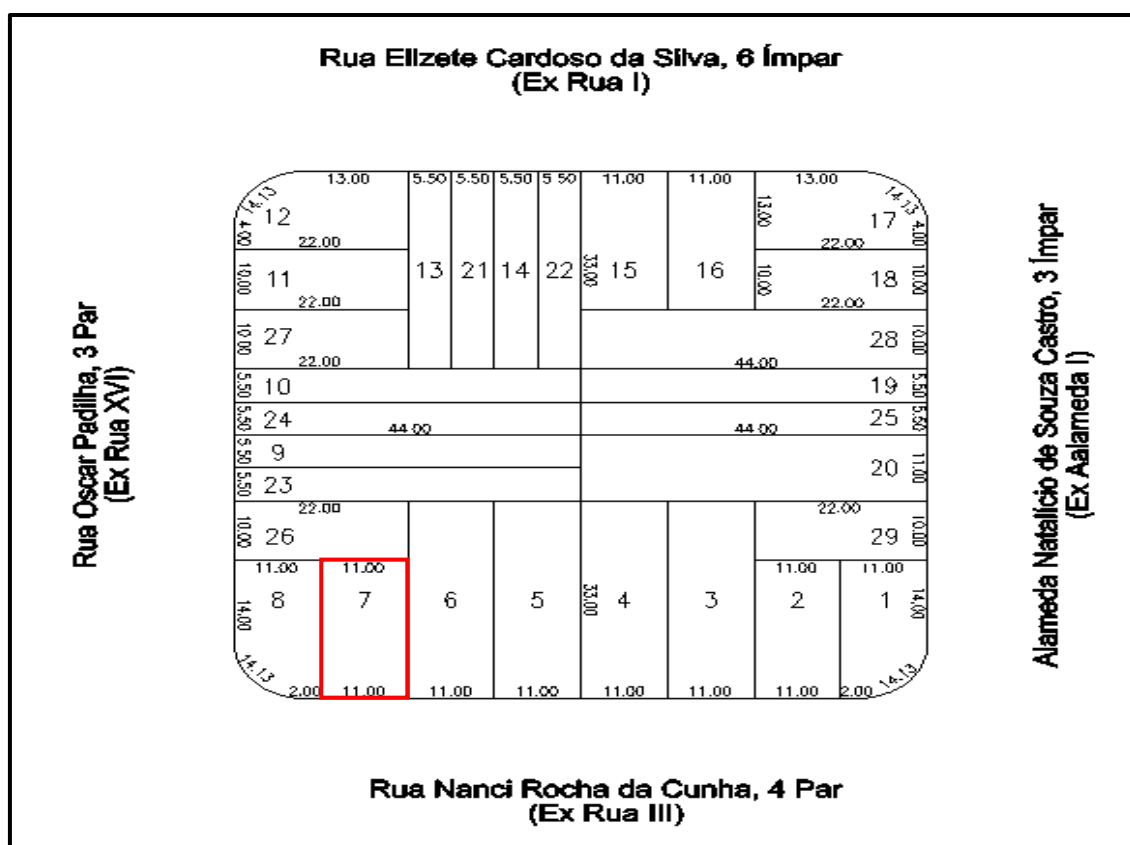 Rua Elizete Cardoso da Silva, 6 Ímpar
(Ex Rua I)
13.00 5.50 5.50 5.50 5 50 11.00 11.00 13.00
14.13 14.13
12 13.00 17
4.00 4.00
22.00 22.00
13 21 14 22 33.00 15 16
10.00 11 10.00 18 10.00
22.00 22.00
10.00 27 28 10.00
22.00 44.00
5.50 10 19 5.50
5.50 24 44.00 44.00 25 5.50
5.50 9
20 11.00
5.50 23
22.00 22.00
10.00 26 29 10.00
11.00 11.00 11.00 11.00
8 7 6 5 33.00 4 3 2 1
14.00 14.00
14.13 14.13
2.00 11.00 11.00 11.00 11.00 11.00 11.00 2.00
Rua Oscar Padilha, 3 Par
(Ex Rua XVI)
Alameda Natalício de Souza Castro, 3 Ímpar
(Ex Aalameda I)
Rua Nanci Rocha da Cunha, 4 Par
(Ex Rua III)